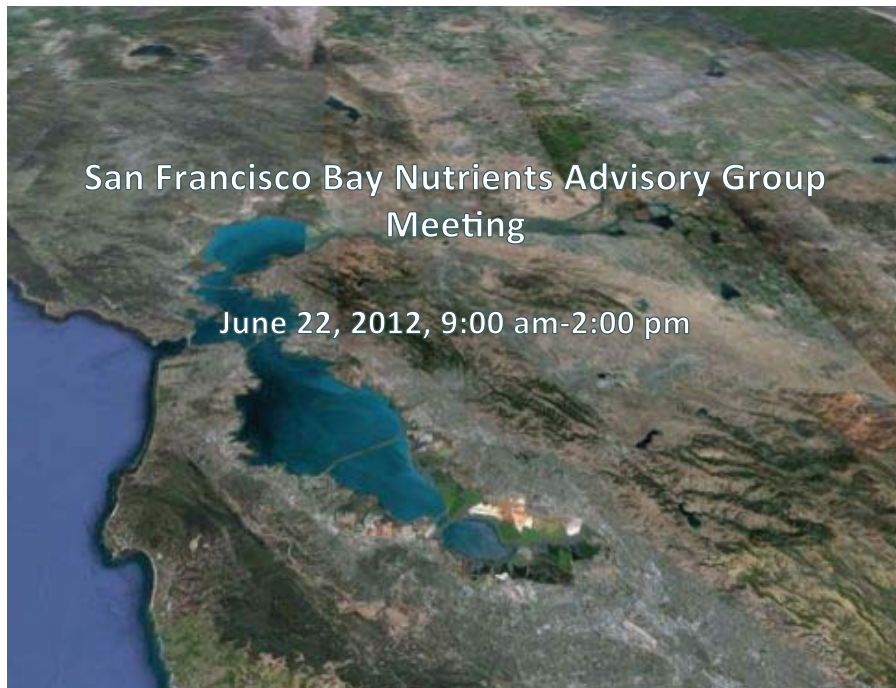 San Francisco Bay Nutrients Advisory Group
Meeting
June 22, 2012, 9:00 am-2:00 pm